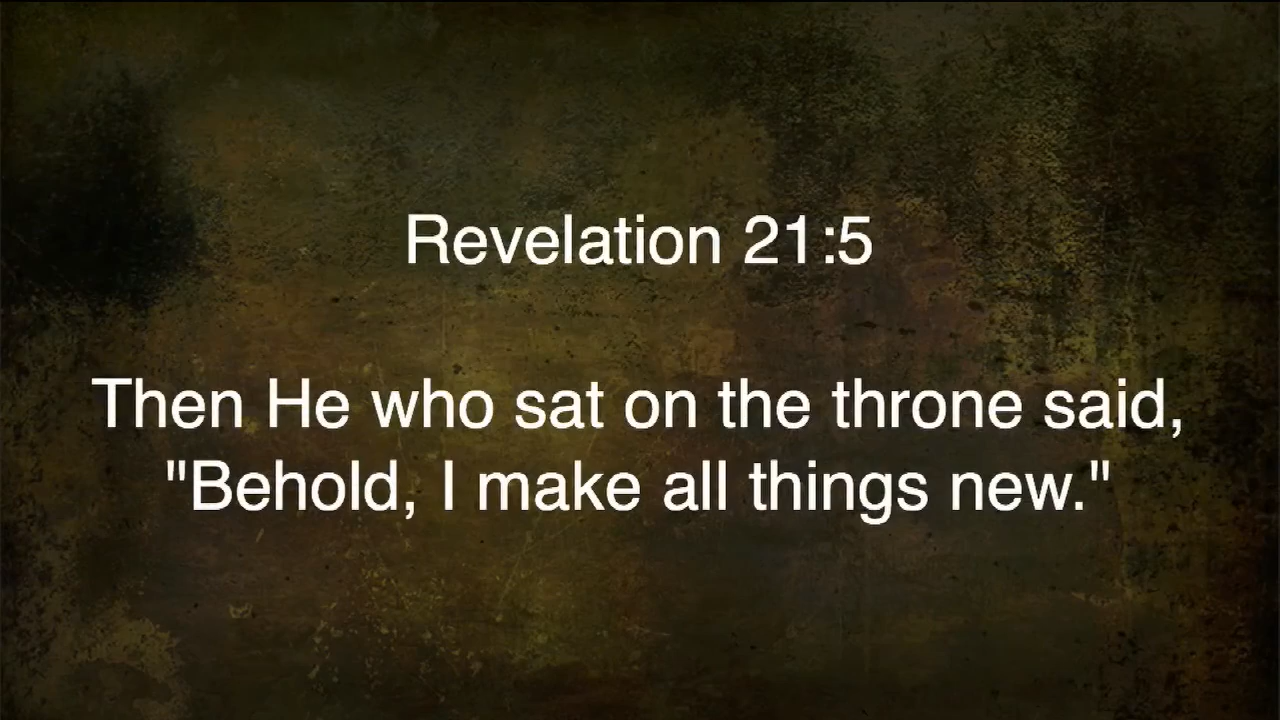 Revelation 21:5
Then He who sat on the throne said,
"Behold, I make all things new."